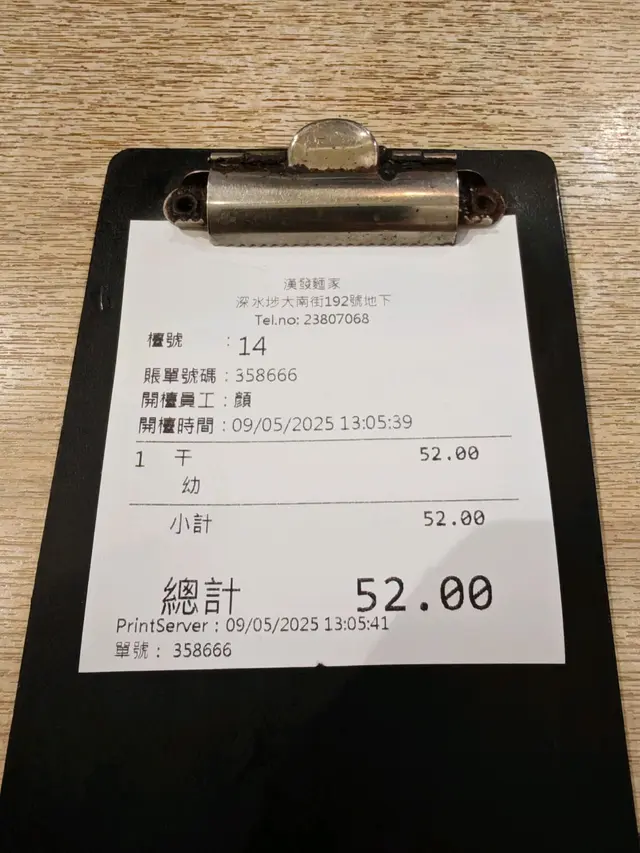 漢發麵家
深水埗大南街192號地下
Tel.no: 23807068
檯號 : 14
賬單號碼 : 358666
開檯員工 : 顏
開檯時間 : 09/05/2025 13:05:39
1 干 52.00
幼
小計 52.00
總計 52.00
PrintServer : 09/05/2025 13:05:41
單號 : 358666